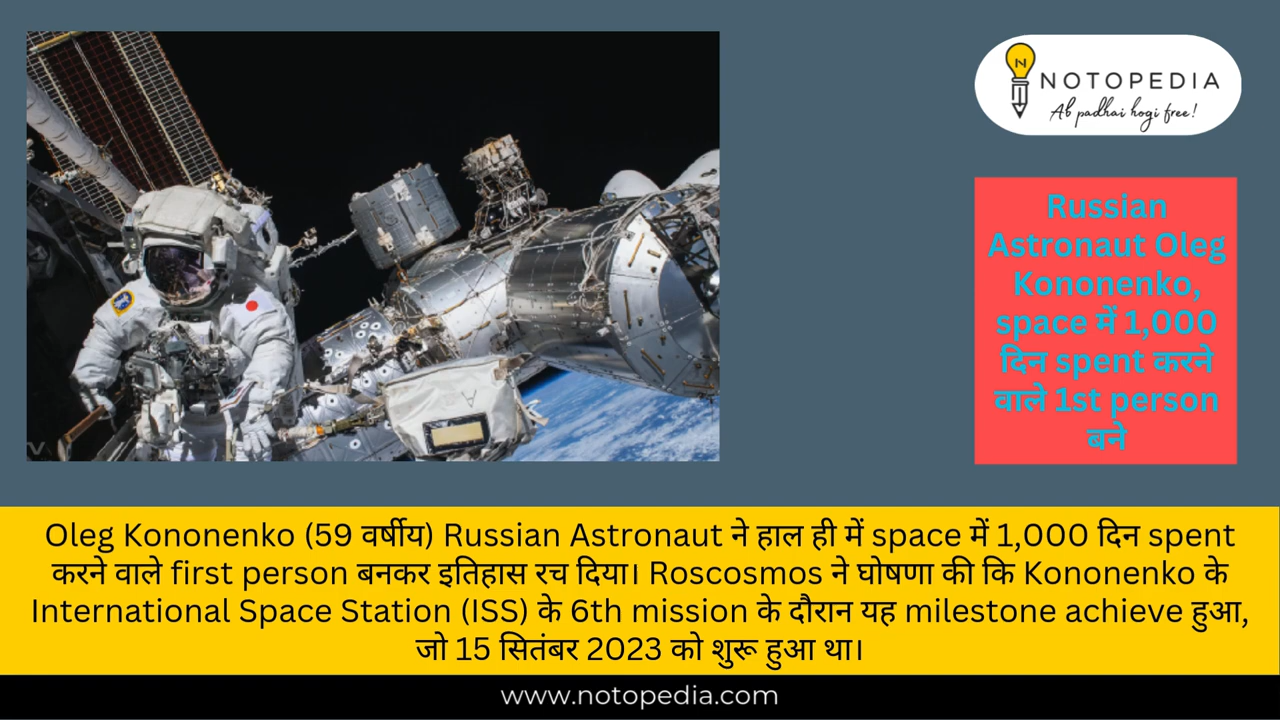 N
NOTOPEDIA
Ab padhai hogi free!
Russian
Astronaut Oleg
Kononenko,
space में 1,000
दिन spent करने
वाले 1st person
बने
Oleg Kononenko (59 वर्षीय) Russian Astronaut ने हाल ही में space में 1,000 दिन spent
करने वाले first person बनकर इतिहास रच दिया। Roscosmos ने घोषणा की कि Kononenko के
International Space Station (ISS) के 6th mission के दौरान यह milestone achieve हुआ,
जो 15 सितंबर 2023 को शुरू हुआ था।
www.notopedia.com